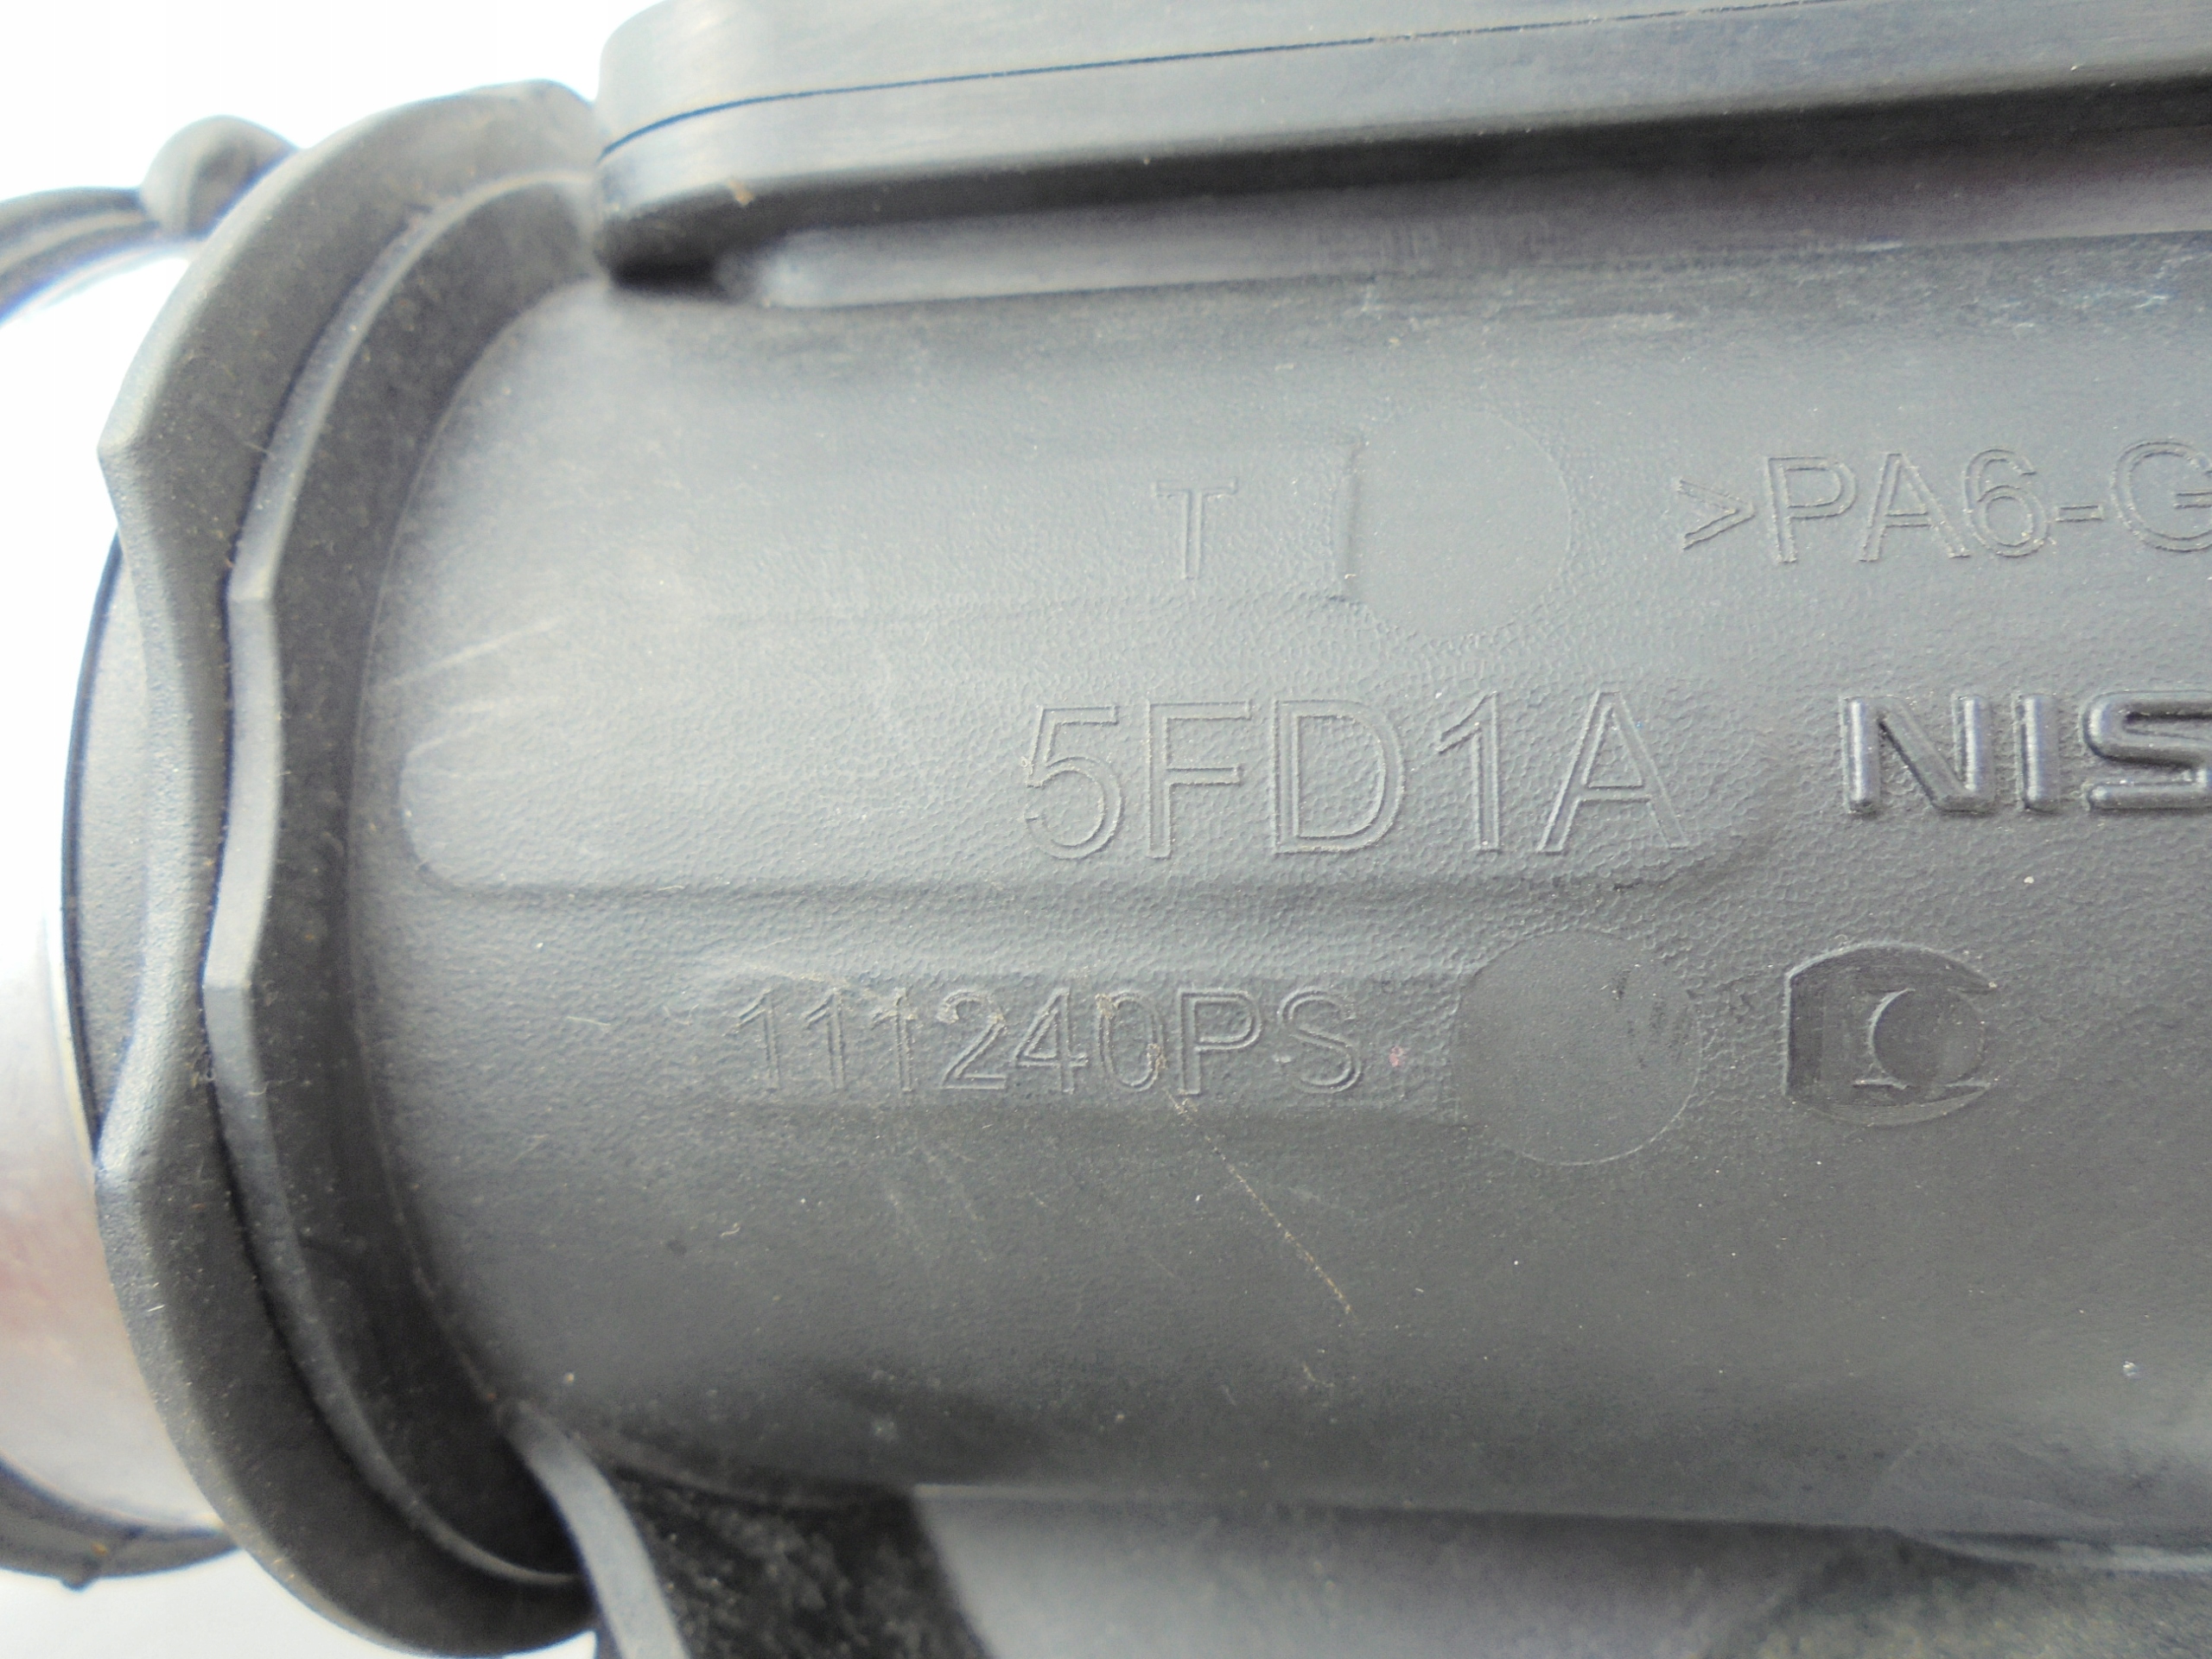 T >PA6-G
5FD1A NIS
111240PS